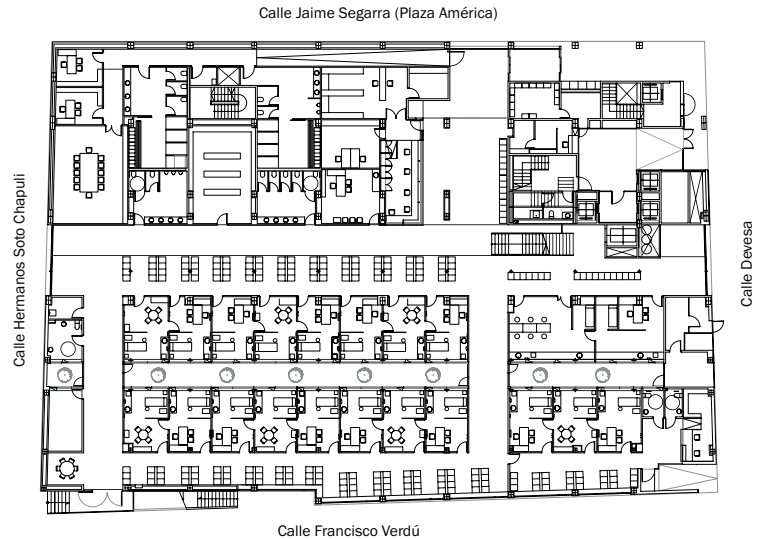 Calle Jaime Segarra (Plaza América)
Calle Hermanos Soto Chapuli
Calle Devesa
Calle Francisco Verdú